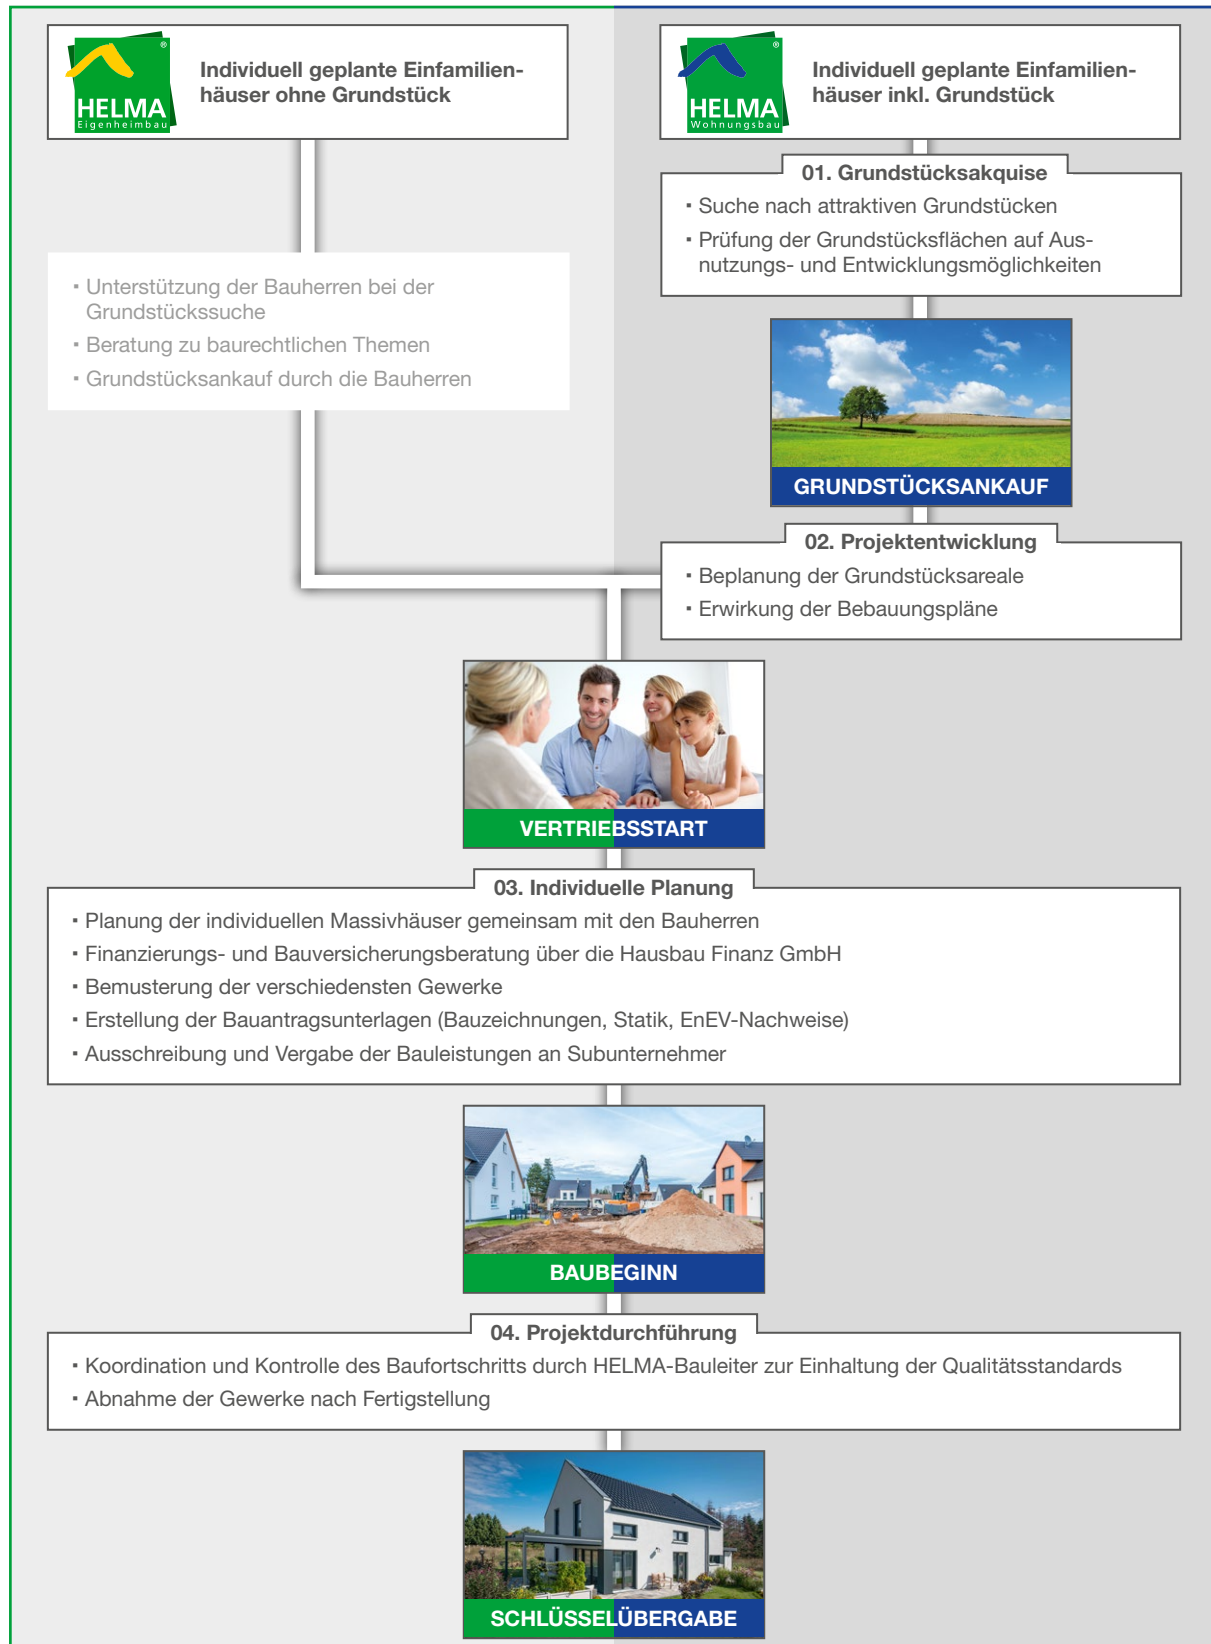 HELMA
Eigenheimbau
®
Individuell geplante Einfamilien-
häuser ohne Grundstück
HELMA
Wohnungsbau
®
Individuell geplante Einfamilien-
häuser inkl. Grundstück
01. Grundstücksakquise
▪ Suche nach attraktiven Grundstücken
▪ Prüfung der Grundstücksflächen auf Aus-
nutzungs- und Entwicklungsmöglichkeiten
▪ Unterstützung der Bauherren bei der
Grundstückssuche
▪ Beratung zu baurechtlichen Themen
▪ Grundstücksankauf durch die Bauherren
GRUNDSTÜCKSANKAUF
02. Projektentwicklung
▪ Beplanung der Grundstücksareale
▪ Erwirkung der Bebauungspläne
VERTRIEBSSTART
03. Individuelle Planung
▪ Planung der individuellen Massivhäuser gemeinsam mit den Bauherren
▪ Finanzierungs- und Bauversicherungsberatung über die Hausbau Finanz GmbH
▪ Bemusterung der verschiedensten Gewerke
▪ Erstellung der Bauantragsunterlagen (Bauzeichnungen, Statik, EnEV-Nachweise)
▪ Ausschreibung und Vergabe der Bauleistungen an Subunternehmer
BAUBEGINN
04. Projektdurchführung
▪ Koordination und Kontrolle des Baufortschritts durch HELMA-Bauleiter zur Einhaltung der Qualitätsstandards
▪ Abnahme der Gewerke nach Fertigstellung
SCHLÜSSELÜBERGABE